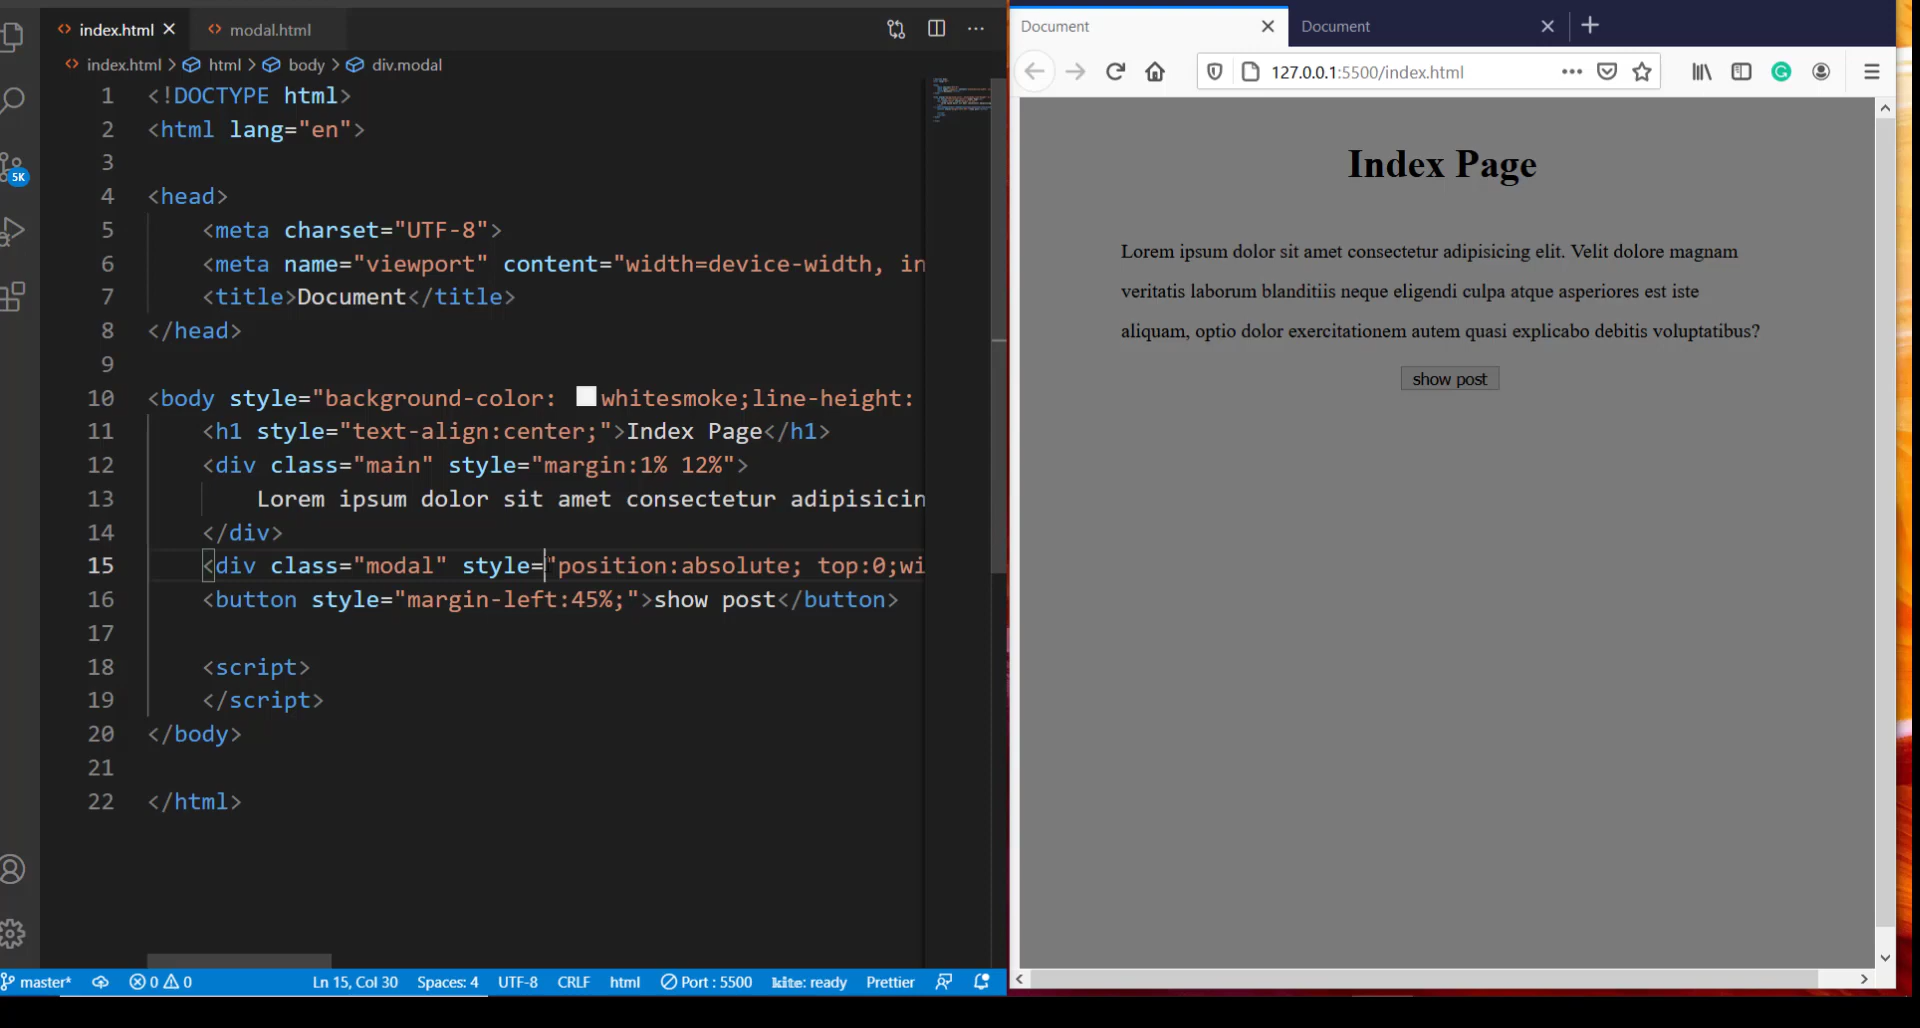 index.html
modal.html
index.html > html > body > div.modal
5K
1 <!DOCTYPE html>
2 <html lang="en">
3
4 <head>
5 <meta charset="UTF-8">
6 <meta name="viewport" content="width=device-width, in
7 <title>Document</title>
8 </head>
9
10 <body style="background-color: whitesmoke;line-height:
11 <h1 style="text-align:center;">Index Page</h1>
12 <div class="main" style="margin:1% 12%">
13 Lorem ipsum dolor sit amet consectetur adipisicin
14 </div>
15 <div class="modal" style="position:absolute; top:0;wi
16 <button style="margin-left:45%;">show post</button>
17
18 <script>
19 </script>
20 </body>
21
22 </html>
master* 0 0 Ln 15, Col 30 Spaces: 4 UTF-8 CRLF html Port : 5500 kite: ready Prettier
Document
Document
127.0.0.1:5500/index.html
Index Page
Lorem ipsum dolor sit amet consectetur adipisicing elit. Velit dolore magnam
veritatis laborum blanditiis neque eligendi culpa atque asperiores est iste
aliquam, optio dolor exercitationem autem quasi explicabo debitis voluptatibus?
show post